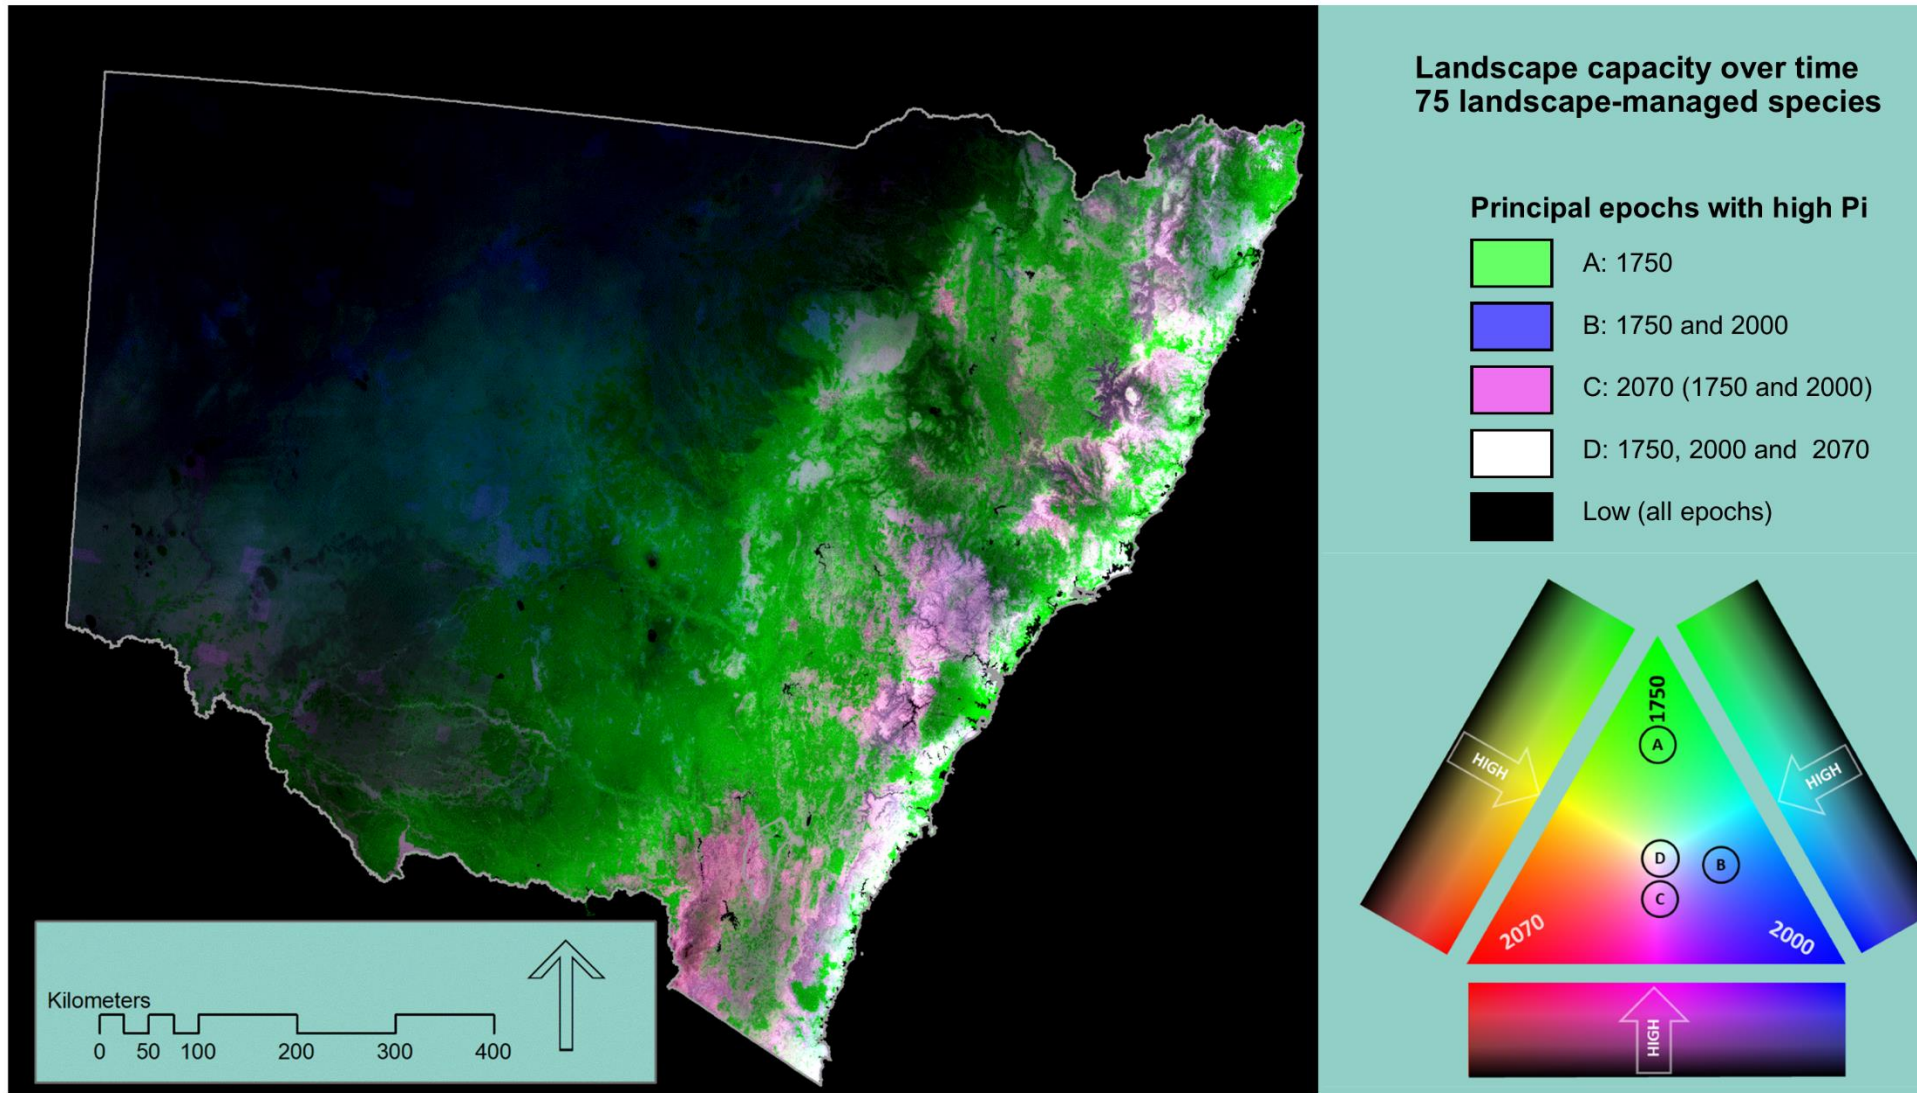 Landscape capacity over time
75 landscape-managed species
Principal epochs with high Pi
A: 1750
B: 1750 and 2000
C: 2070 (1750 and 2000)
D: 1750, 2000 and 2070
Low (all epochs)
1750
A
HIGH
HIGH
D
B
C
2070
2000
HIGH
Kilometers
0 50 100 200 300 400